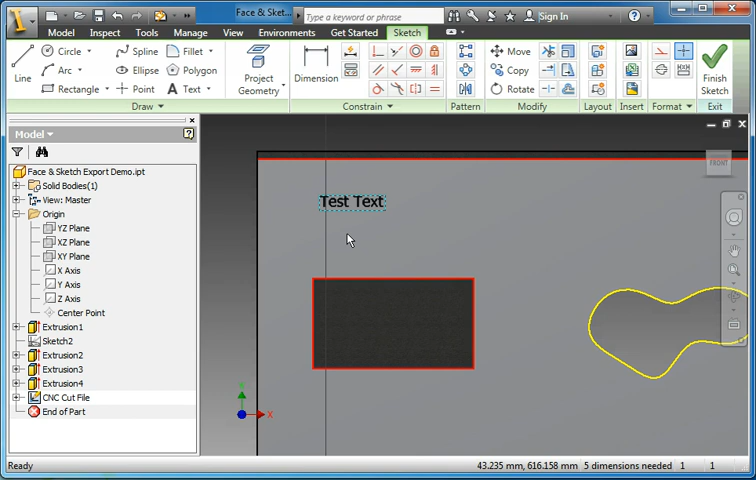 Face & Sketc...
Type a keyword or phrase
Sign In
Home Inspect Tools Manage View Environments Get Started Sketch
Line
Circle
Arc
Rectangle
Spline
Ellipse
Point
Fillet
Polygon
Text
Project
Geometry
Dimension
Move
Copy
Rotate
Finish
Sketch
Draw
Constrain
Pattern
Modify
Layout
Insert
Format
Exit
Model
Face & Sketch Export Demo.ipt
Solid Bodies(1)
View: Master
Origin
YZ Plane
XZ Plane
XY Plane
X Axis
Y Axis
Z Axis
Center Point
Extrusion1
Sketch2
Extrusion2
Extrusion3
Extrusion4
CNC Cut File
End of Part
Test Text
FRONT
X
Ready
43.235 mm, 616.158 mm
5 dimensions needed
1
1